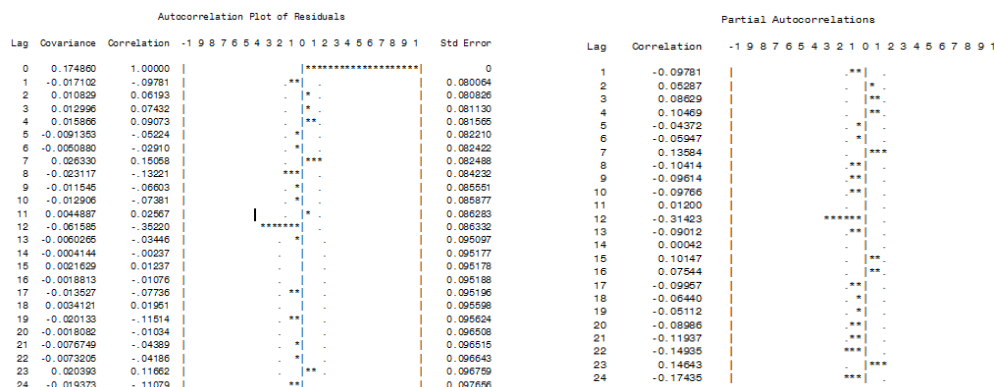 Autocorrelation Plot of Residuals
Lag Covariance Correlation -1 9 8 7 6 5 4 3 2 1 0 1 2 3 4 5 6 7 8 9 1 Std Error
0 0.174860 1.00000 | |********************| 0
1 -0.017102 -.09781 | .**| . | 0.080064
2 0.010829 0.06193 | . |* . | 0.080826
3 0.012996 0.07432 | . |* . | 0.081130
4 0.015866 0.09073 | . |**. | 0.081565
5 -0.0091353 -.05224 | . *| . | 0.082210
6 -0.0050880 -.02910 | . *| . | 0.082422
7 0.026330 0.15058 | . |*** | 0.082488
8 -0.023117 -.13221 | ***| . | 0.084232
9 -0.011545 -.06603 | . *| . | 0.085551
10 -0.012906 -.07381 | . *| . | 0.085877
11 0.0044887 0.02567 | . |* . | 0.086283
12 -0.061585 -.35220 | *******| . | 0.086332
13 -0.0060265 -.03446 | . *| . | 0.095097
14 -0.0004144 -.00237 | . | . | 0.095177
15 0.0021629 0.01237 | . | . | 0.095178
16 -0.0018813 -.01076 | . | . | 0.095188
17 -0.013527 -.07736 | . **| . | 0.095196
18 0.0034121 0.01951 | . | . | 0.095598
19 -0.020133 -.11514 | . **| . | 0.095624
20 -0.0018082 -.01034 | . | . | 0.096508
21 -0.0076749 -.04389 | . *| . | 0.096515
22 -0.0073205 -.04186 | . *| . | 0.096643
23 0.020393 0.11662 | . |** . | 0.096759
24 -0.019373 -.11079 | . **| . | 0.097656
Partial Autocorrelations
Lag Correlation -1 9 8 7 6 5 4 3 2 1 0 1 2 3 4 5 6 7 8 9 1
1 -0.09781 | .**| . |
2 0.05287 | . |* . |
3 0.08629 | . |**. |
4 0.10469 | . |**. |
5 -0.04372 | . *| . |
6 -0.05947 | . *| . |
7 0.13584 | . |*** |
8 -0.10414 | .**| . |
9 -0.09614 | .**| . |
10 -0.09766 | .**| . |
11 0.01200 | . | . |
12 -0.31423 | ******| . |
13 -0.09012 | .**| . |
14 0.00042 | . | . |
15 0.10147 | . |**. |
16 0.07544 | . |**. |
17 -0.09957 | .**| . |
18 -0.06440 | . *| . |
19 -0.05112 | . *| . |
20 -0.08986 | .**| . |
21 -0.11937 | .**| . |
22 -0.14935 | ***| . |
23 0.14643 | . |*** |
24 -0.17435 | ***| . |